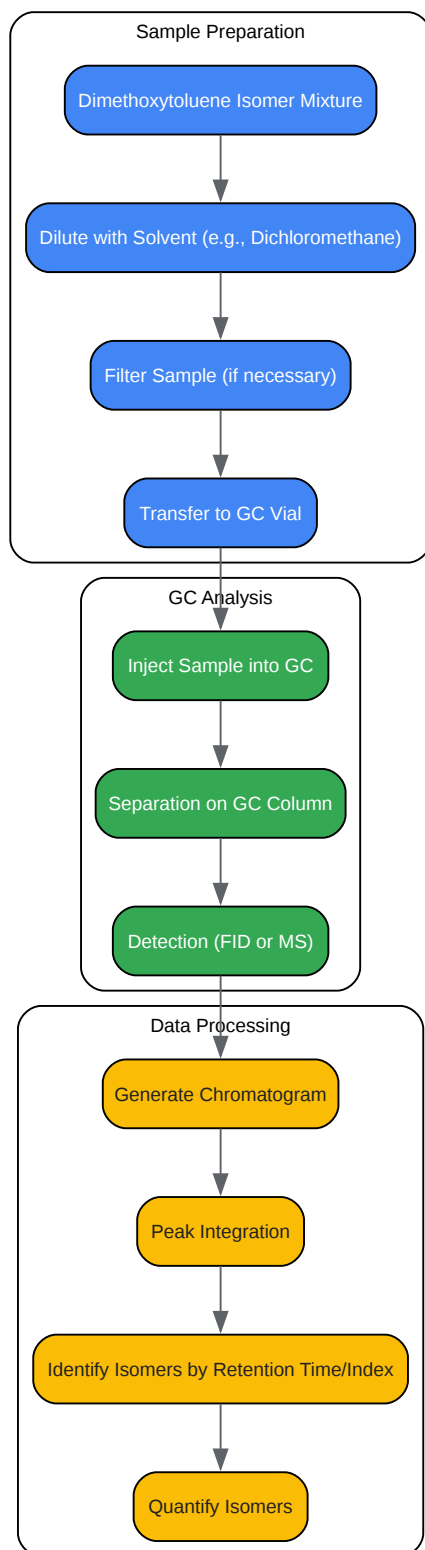 Sample Preparation
Dimethoxytoluene Isomer Mixture
Dilute with Solvent (e.g., Dichloromethane)
Filter Sample (if necessary)
Transfer to GC Vial
GC Analysis
Inject Sample into GC
Separation on GC Column
Detection (FID or MS)
Data Processing
Generate Chromatogram
Peak Integration
Identify Isomers by Retention Time/Index
Quantify Isomers